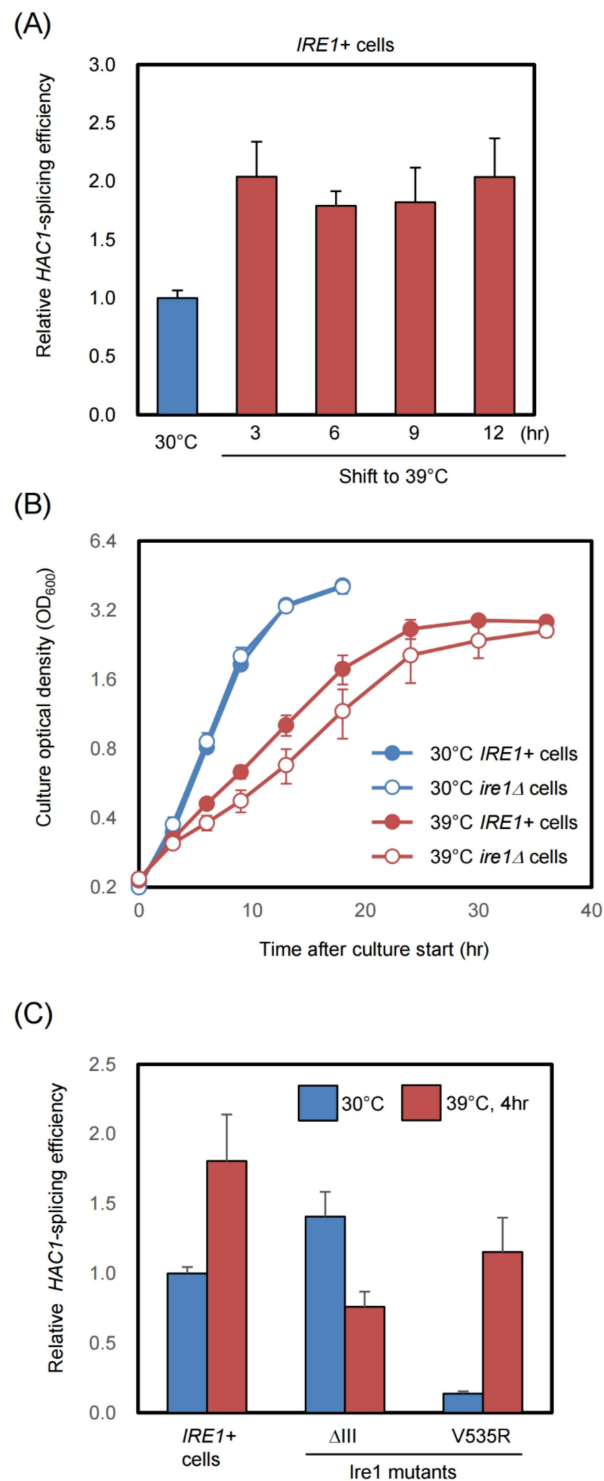 (A)
IRE1+ cells
Relative HAC1-splicing efficiency
3.0
2.5
2.0
1.5
1.0
0.5
0.0
30°C
3
6
9
12
(hr)
Shift to 39°C
(B)
Culture optical density (OD600)
6.4
3.2
1.6
0.8
0.4
0.2
30°C IRE1+ cells
30°C ire1Δ cells
39°C IRE1+ cells
39°C ire1Δ cells
0
10
20
30
40
Time after culture start (hr)
(C)
Relative HAC1-splicing efficiency
2.5
2.0
1.5
1.0
0.5
0.0
30°C
39°C, 4hr
IRE1+
cells
ΔIII
V535R
Ire1 mutants